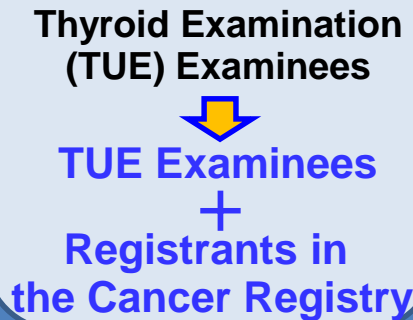 Thyroid Examination
(TUE) Examinees
TUE Examinees
+
Registrants in
the Cancer Registry